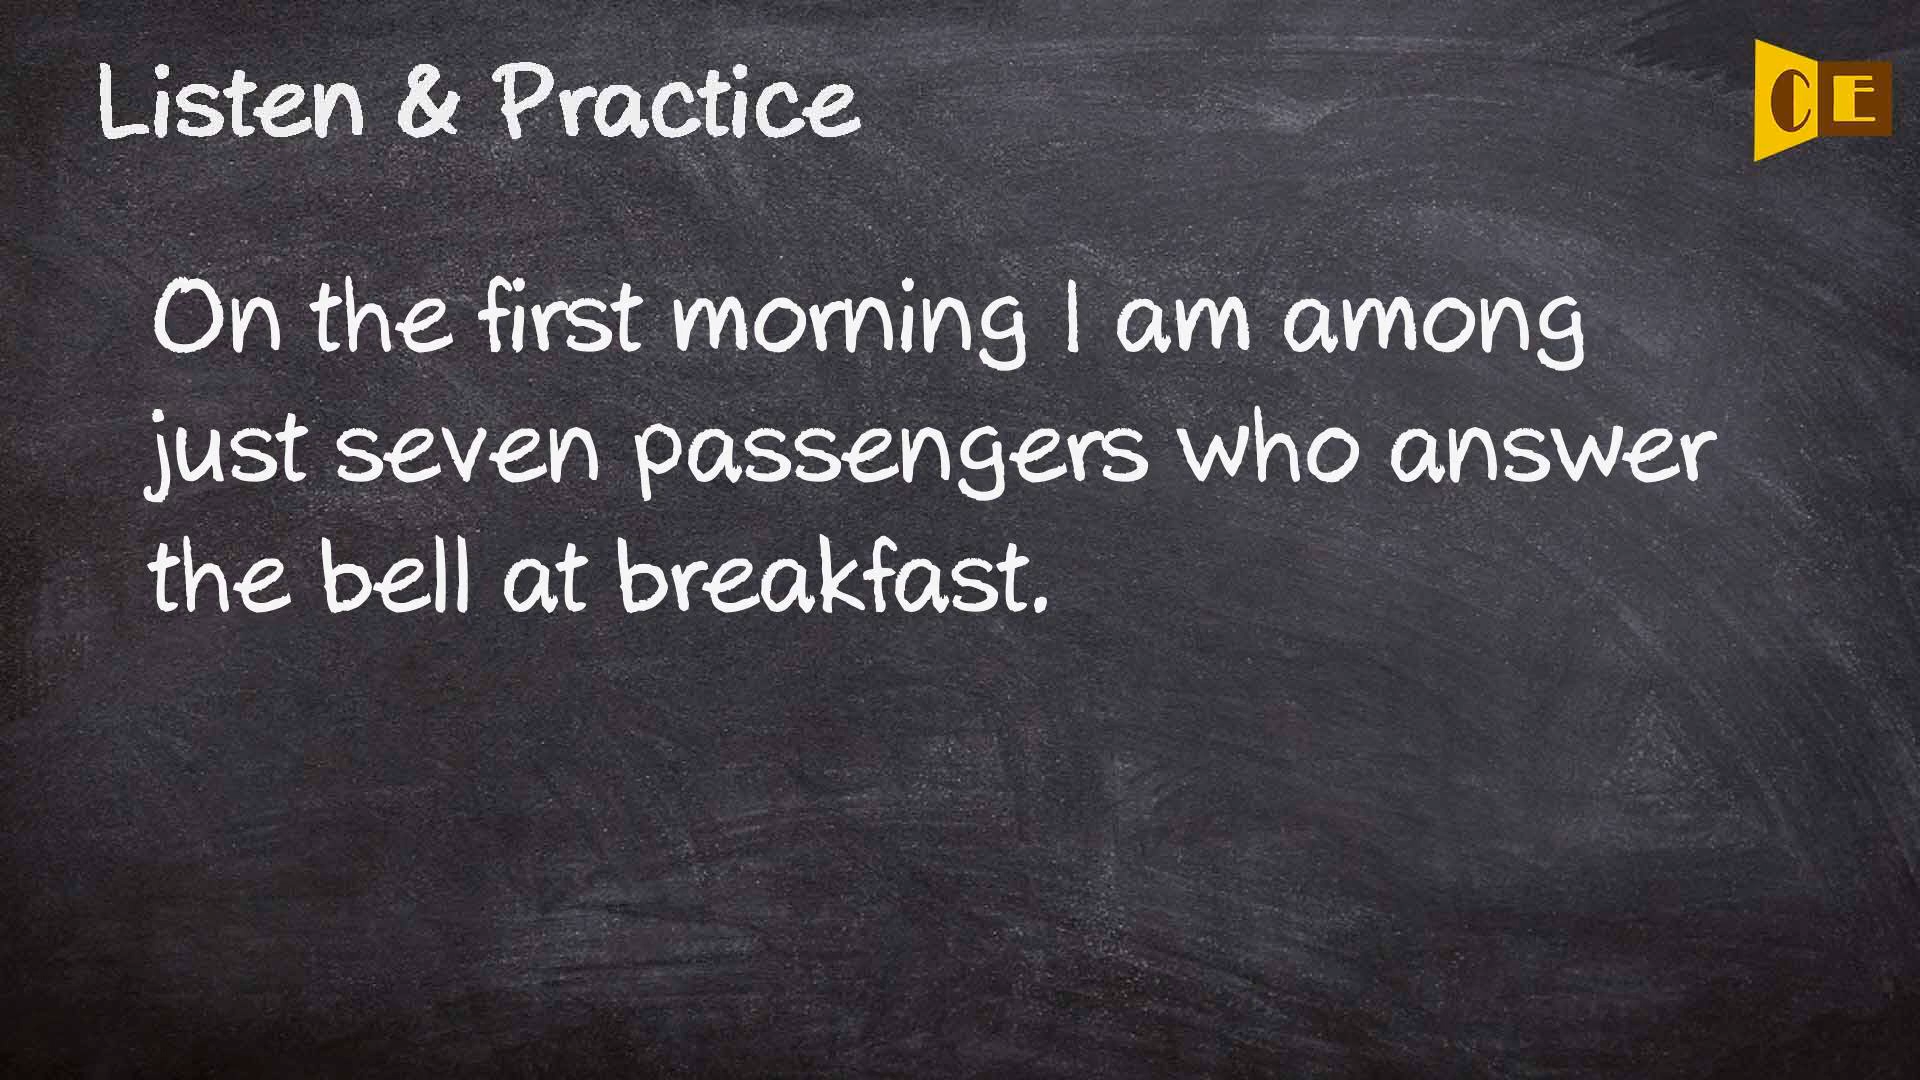 Listen & Practice
CE
On the first morning I am among
just seven passengers who answer
the bell at breakfast.